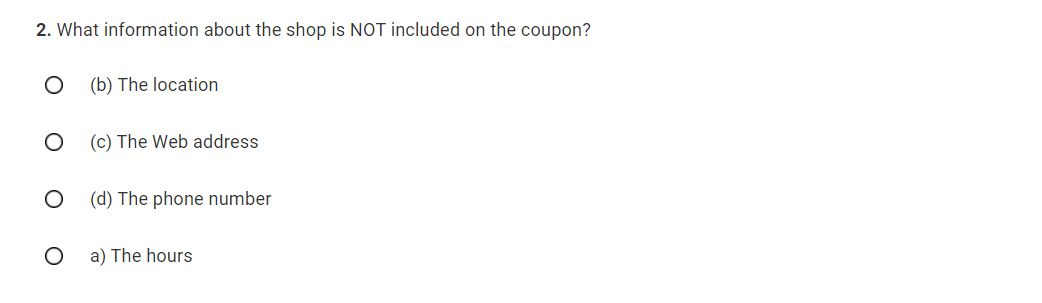 2. What information about the shop is NOT included on the coupon?
(b) The location
(c) The Web address
(d) The phone number
a) The hours